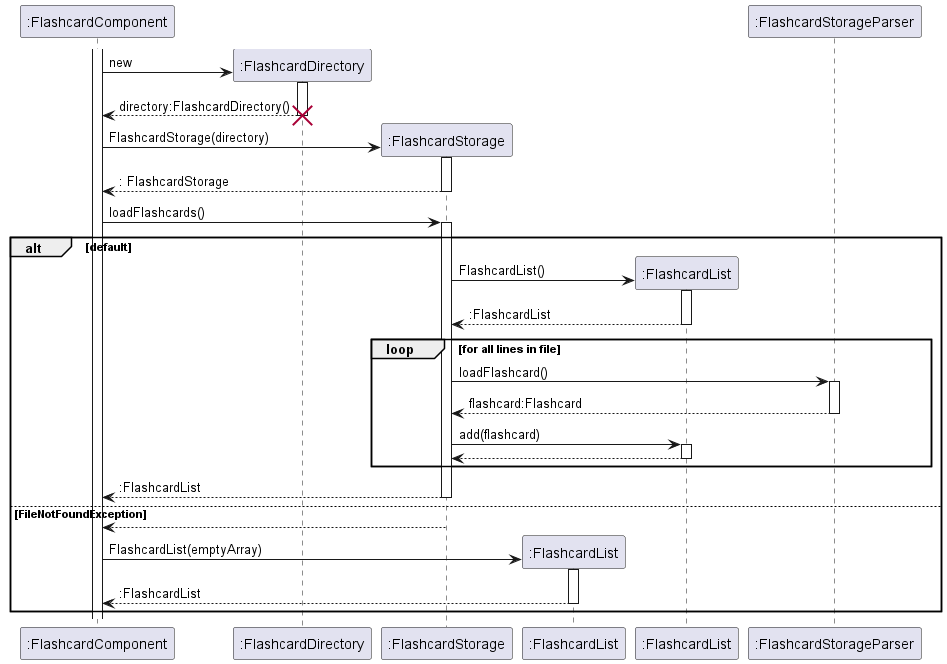 :FlashcardComponent
:FlashcardStorageParser
new
:FlashcardDirectory
directory:FlashcardDirectory()
FlashcardStorage(directory)
:FlashcardStorage
: FlashcardStorage
loadFlashcards()
alt
[default]
FlashcardList()
:FlashcardList
:FlashcardList
loop
[for all lines in file]
loadFlashcard()
flashcard:Flashcard
add(flashcard)
:FlashcardList
[FileNotFoundException]
FlashcardList(emptyArray)
:FlashcardList
:FlashcardList
:FlashcardComponent
:FlashcardDirectory
:FlashcardStorage
:FlashcardList
:FlashcardList
:FlashcardStorageParser